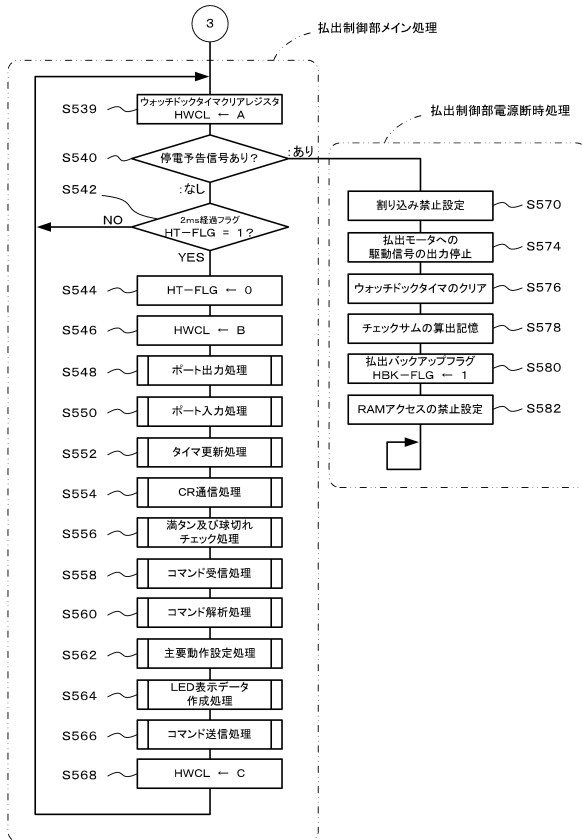 3
払出制御部メイン処理
S539
ウォッチドックタイマクリアレジスタ
HWCL ← A
払出制御部電源断時処理
S540
停電予告信号あり?
:あり
:なし
S542
2ms経過フラグ
HT-FLG = 1?
NO
YES
S544
HT-FLG ← 0
S546
HWCL ← B
S548
ポート出力処理
S550
ポート入力処理
S552
タイマ更新処理
S554
CR通信処理
S556
満タン及び球切れ
チェック処理
S558
コマンド受信処理
S560
コマンド解析処理
S562
主要動作設定処理
S564
LED表示データ
作成処理
S566
コマンド送信処理
S568
HWCL ← C
割り込み禁止設定
S570
払出モータへの
駆動信号の出力停止
S574
ウォッチドックタイマのクリア
S576
チェックサムの算出記憶
S578
払出バックアップフラグ
HBK-FLG ← 1
S580
RAMアクセスの禁止設定
S582